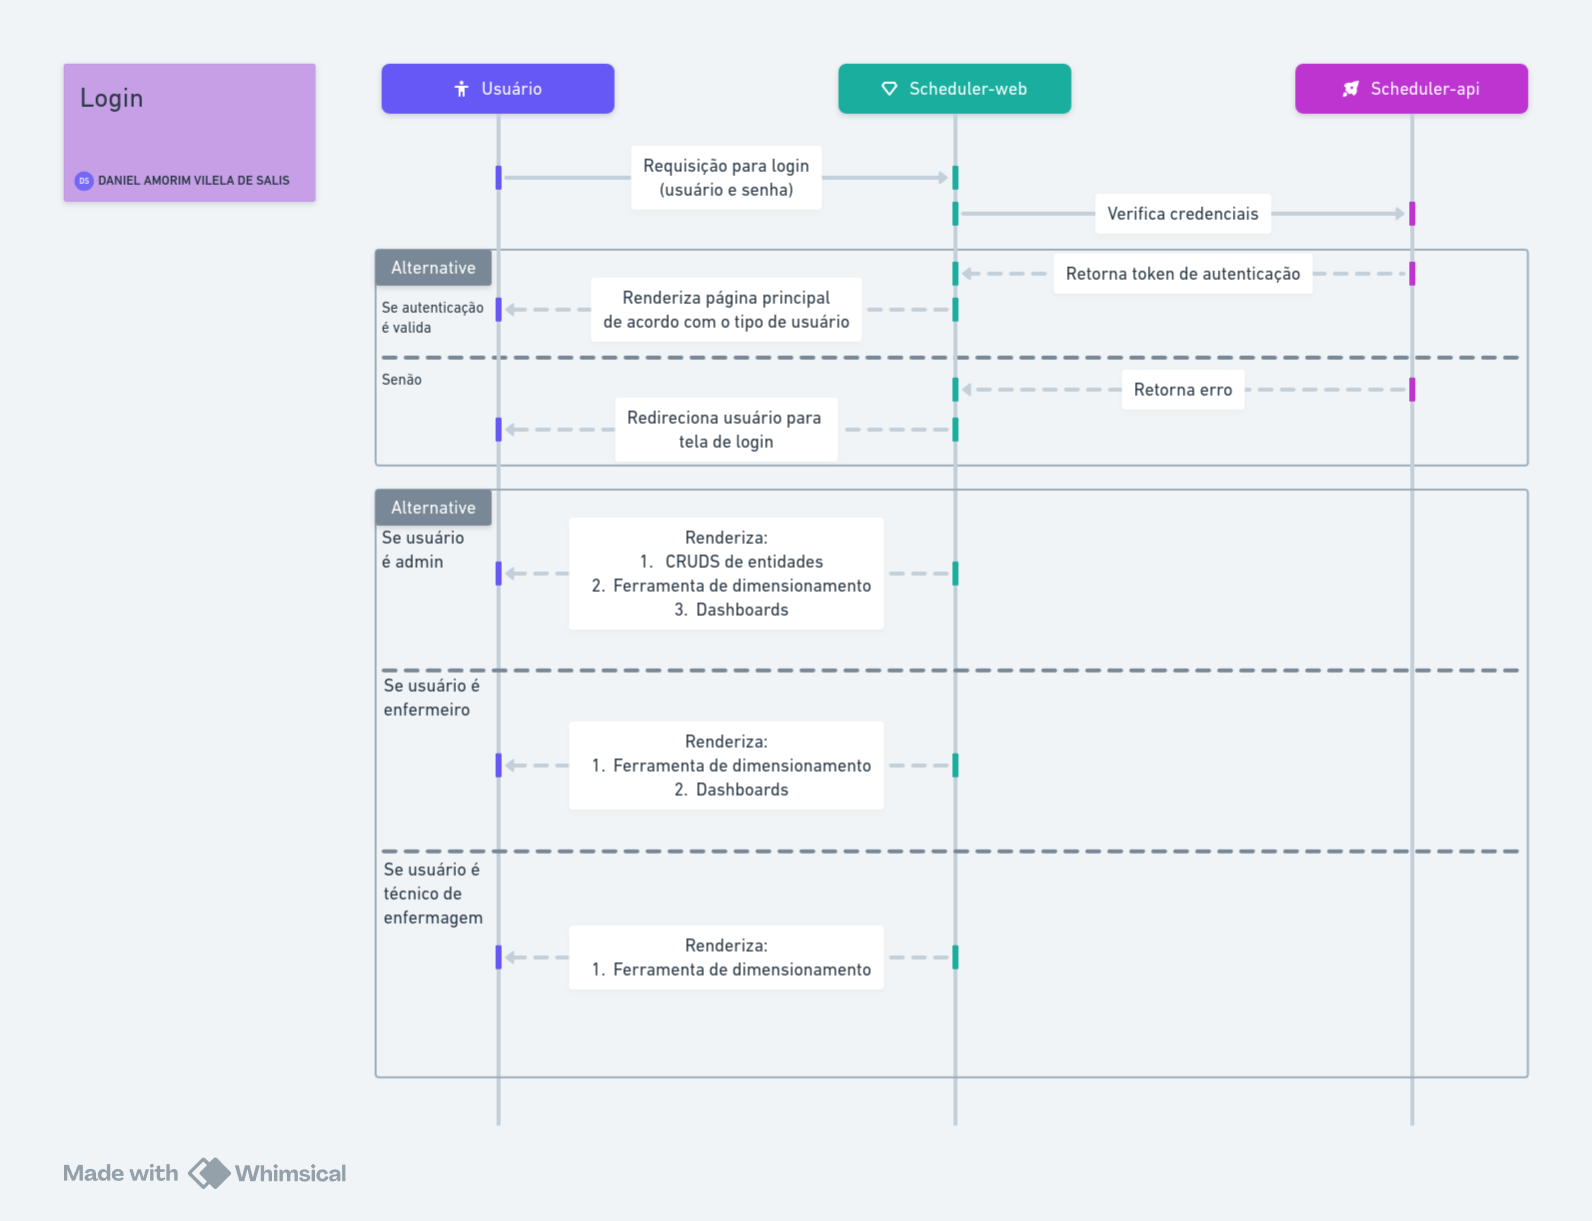 Login
DS DANIEL AMORIM VILELA DE SALIS
Usuário
Scheduler-web
Scheduler-api
Requisição para login
(usuário e senha)
Verifica credenciais
Alternative
Retorna token de autenticação
Se autenticação
é valida
Renderiza página principal
de acordo com o tipo de usuário
Senão
Retorna erro
Redireciona usuário para
tela de login
Alternative
Se usuário
é admin
Renderiza:
1. CRUDS de entidades
2. Ferramenta de dimensionamento
3. Dashboards
Se usuário é
enfermeiro
Renderiza:
1. Ferramenta de dimensionamento
2. Dashboards
Se usuário é
técnico de
enfermagem
Renderiza:
1. Ferramenta de dimensionamento
Made with Whimsical